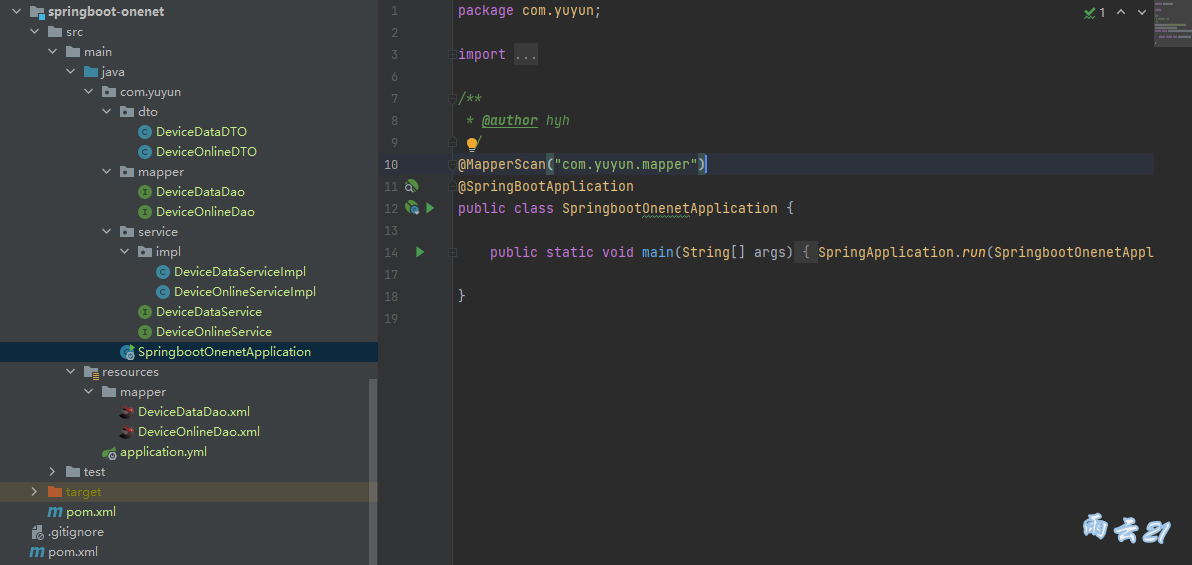 springboot-onenet
src
main
java
com.yuyun
dto
DeviceDataDTO
DeviceOnlineDTO
mapper
DeviceDataDao
DeviceOnlineDao
service
impl
DeviceDataServiceImpl
DeviceOnlineServiceImpl
DeviceDataService
DeviceOnlineService
SpringbootOnenetApplication
resources
mapper
DeviceDataDao.xml
DeviceOnlineDao.xml
application.yml
test
target
pom.xml
.gitignore
pom.xml
1 package com.yuyun;
2
3 import ...
6
7 /**
8 * @author hyh
9 /
10 @MapperScan("com.yuyun.mapper")
11 @SpringBootApplication
12 public class SpringbootOnenetApplication {
13
14 public static void main(String[] args) { SpringApplication.run(SpringbootOnenetAppl
17
18 }
19
1
雨云21